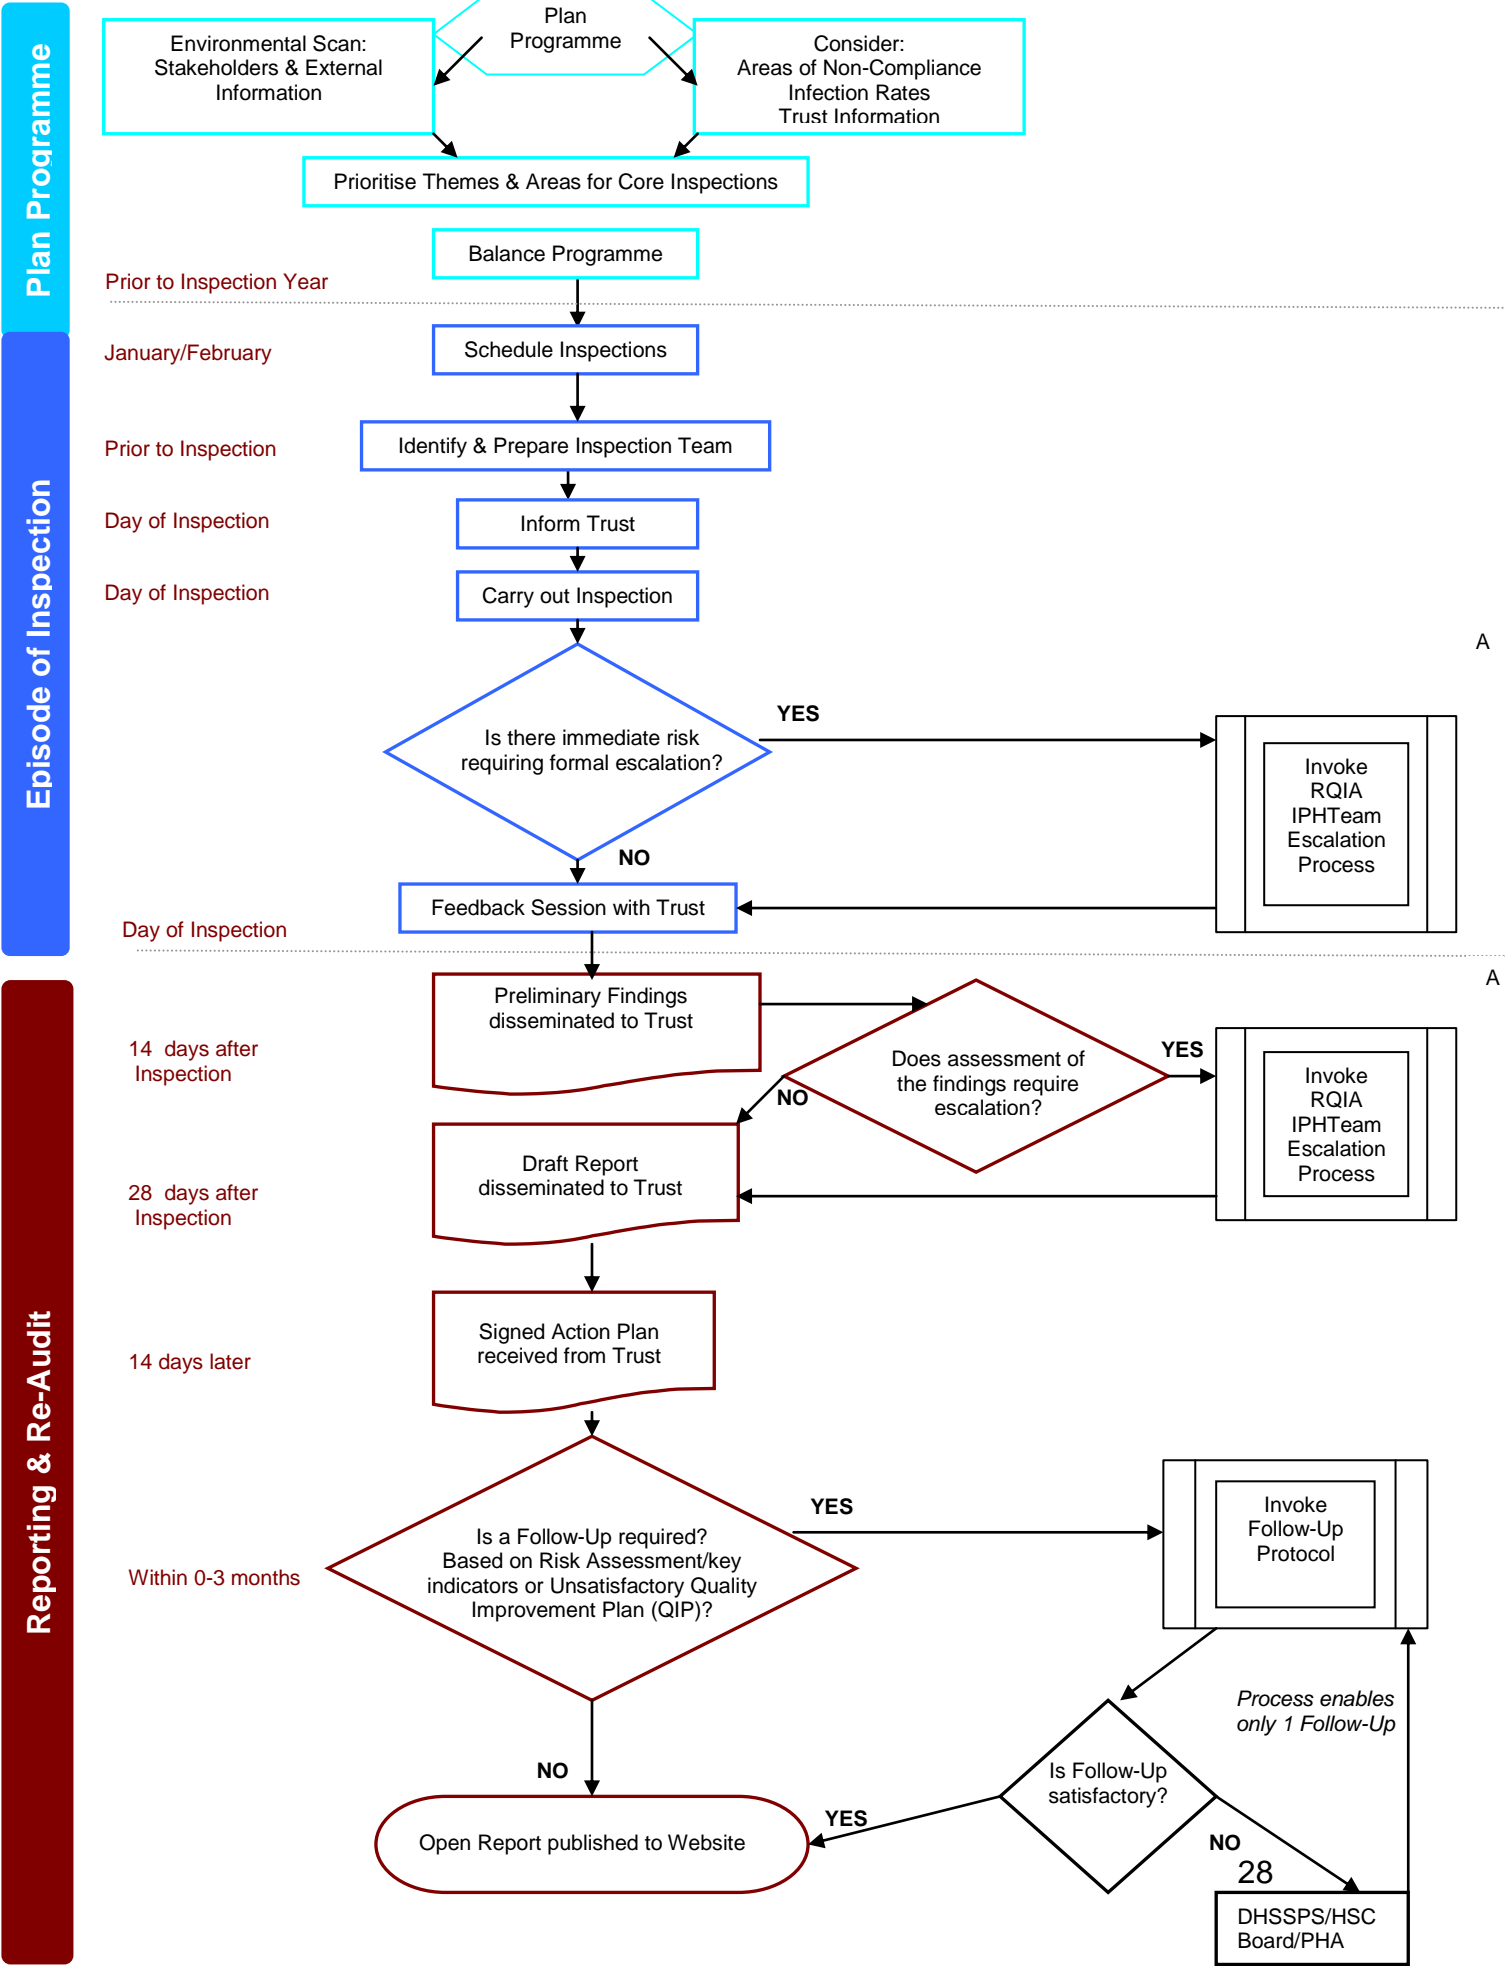 Plan Programme
Plan
Programme
Environmental Scan:
Stakeholders & External
Information
Consider:
Areas of Non-Compliance
Infection Rates
Trust Information
Prioritise Themes & Areas for Core Inspections
Balance Programme
Prior to Inspection Year
Episode of Inspection
January/February
Schedule Inspections
Prior to Inspection
Identify & Prepare Inspection Team
Day of Inspection
Inform Trust
Day of Inspection
Carry out Inspection
A
Is there immediate risk
requiring formal escalation?
YES
Invoke
RQIA
IPHTeam
Escalation
Process
NO
Feedback Session with Trust
Day of Inspection
A
Reporting & Re-Audit
Preliminary Findings
disseminated to Trust
14 days after
Inspection
Does assessment of
the findings require
escalation?
YES
NO
Invoke
RQIA
IPHTeam
Escalation
Process
Draft Report
disseminated to Trust
28 days after
Inspection
Signed Action Plan
received from Trust
14 days later
Is a Follow-Up required?
Based on Risk Assessment/key
indicators or Unsatisfactory Quality
Improvement Plan (QIP)?
Within 0-3 months
YES
Invoke
Follow-Up
Protocol
Process enables
only 1 Follow-Up
NO
Is Follow-Up
satisfactory?
YES
Open Report published to Website
NO
28
DHSSPS/HSC
Board/PHA